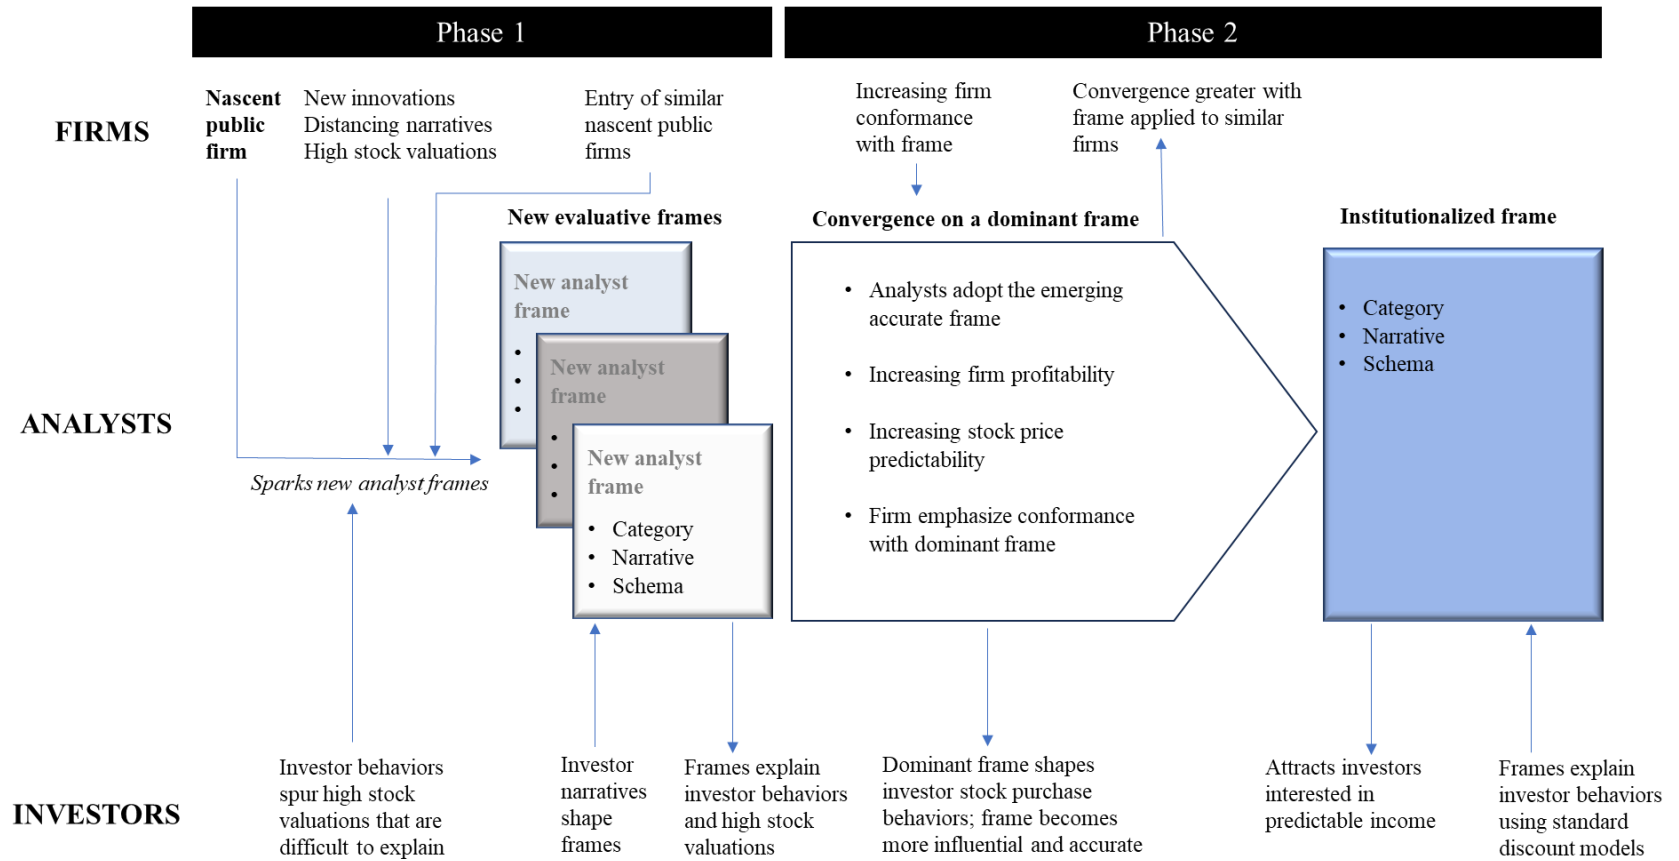 Phase 1
Phase 2
FIRMS
Nascent
public
firm
New innovations
Distancing narratives
High stock valuations
Entry of similar
nascent public
firms
Increasing firm
conformance
with frame
Convergence greater with
frame applied to similar
firms
New evaluative frames
Convergence on a dominant frame
Institutionalized frame
ANALYSTS
Sparks new analyst frames
New analyst
frame
•
•
•
New analyst
frame
•
•
•
New analyst
frame
• Category
• Narrative
• Schema
• Analysts adopt the emerging
accurate frame
• Increasing firm profitability
• Increasing stock price
predictability
• Firm emphasize conformance
with dominant frame
• Category
• Narrative
• Schema
INVESTORS
Investor behaviors
spur high stock
valuations that are
difficult to explain
Investor
narratives
shape
frames
Frames explain
investor behaviors
and high stock
valuations
Dominant frame shapes
investor stock purchase
behaviors; frame becomes
more influential and accurate
Attracts investors
interested in
predictable income
Frames explain
investor behaviors
using standard
discount models